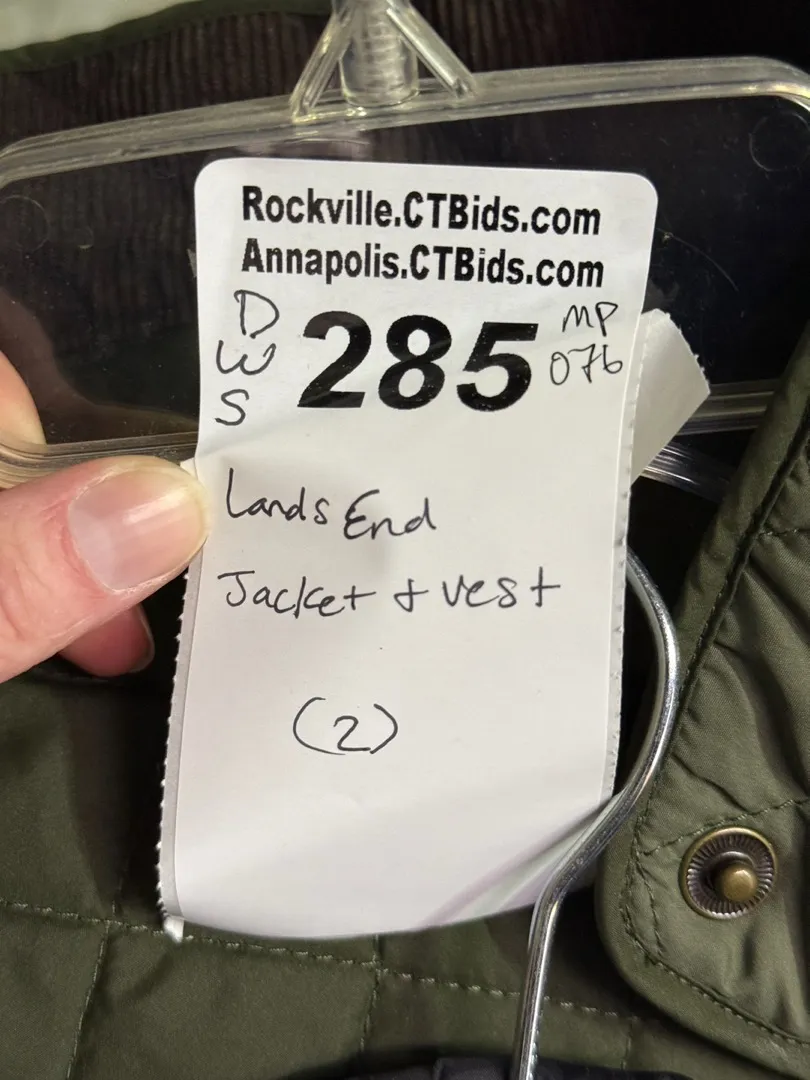 Rockville.CTBids.com
Annapolis.CTBids.com
D
W
S
285
MP
076
Lands End
Jacket + vest
(2)